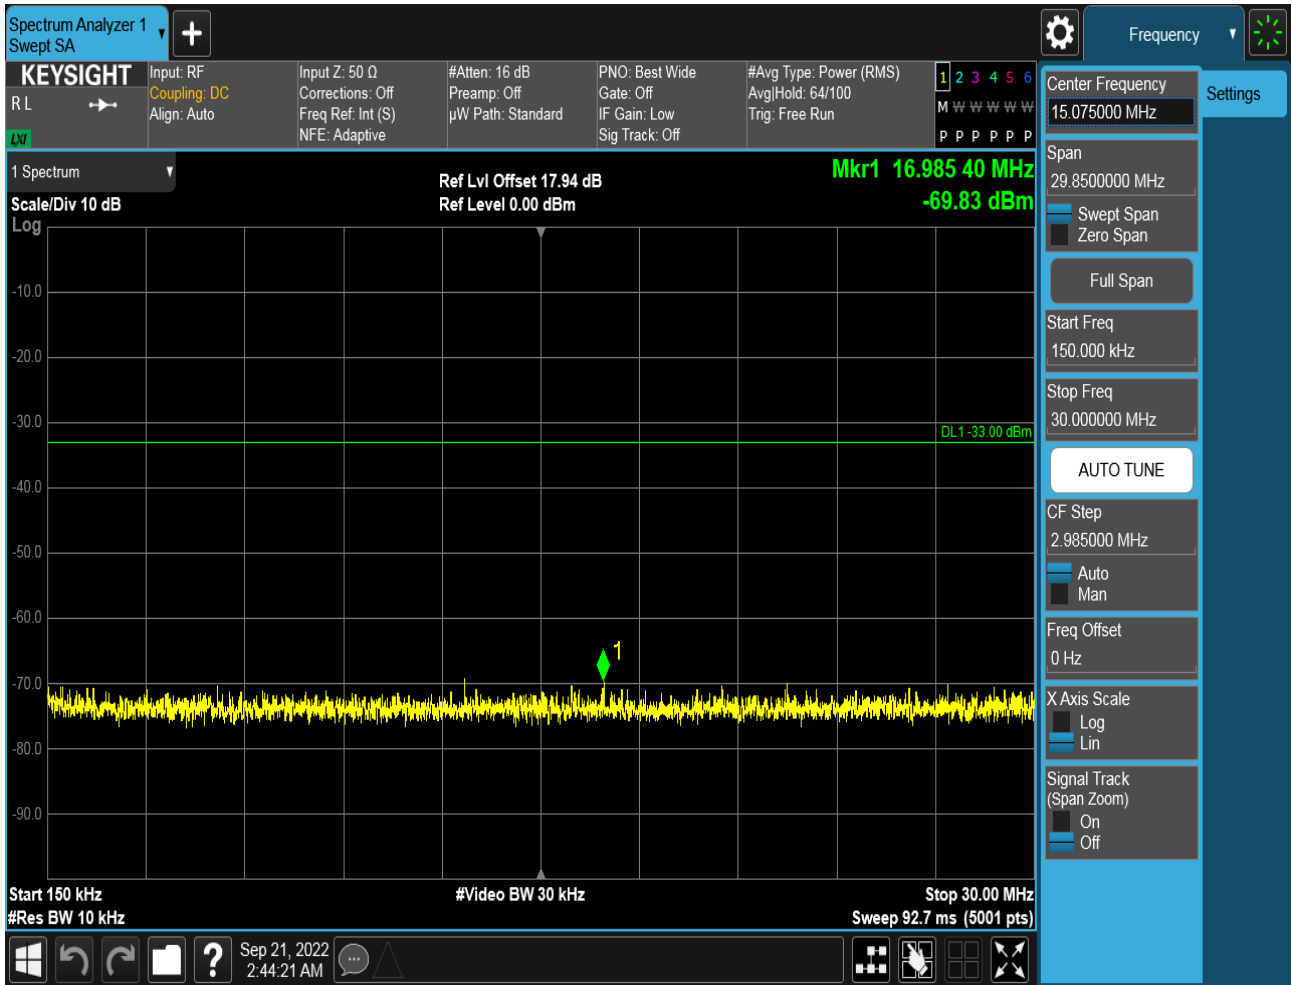 Spectrum Analyzer 1
Swept SA
Frequency
KEYSIGHT
R L
LXI
Input: RF
Coupling: DC
Align: Auto
Input Z: 50 Ω
Corrections: Off
Freq Ref: Int (S)
NFE: Adaptive
#Atten: 16 dB
Preamp: Off
µW Path: Standard
PNO: Best Wide
Gate: Off
IF Gain: Low
Sig Track: Off
#Avg Type: Power (RMS)
Avg|Hold: 64/100
Trig: Free Run
1 2 3 4 5 6
M W W W W W
P P P P P P
1 Spectrum
Scale/Div 10 dB
Log
Ref Lvl Offset 17.94 dB
Ref Level 0.00 dBm
Mkr1 16.985 40 MHz
-69.83 dBm
-10.0
-20.0
-30.0
DL1 -33.00 dBm
-40.0
-50.0
-60.0
1
-70.0
-80.0
-90.0
Start 150 kHz
#Video BW 30 kHz
Stop 30.00 MHz
#Res BW 10 kHz
Sweep 92.7 ms (5001 pts)
Center Frequency
15.075000 MHz
Settings
Span
29.8500000 MHz
Swept Span
Zero Span
Full Span
Start Freq
150.000 kHz
Stop Freq
30.000000 MHz
AUTO TUNE
CF Step
2.985000 MHz
Auto
Man
Freq Offset
0 Hz
X Axis Scale
Log
Lin
Signal Track
(Span Zoom)
On
Off
?
Sep 21, 2022
2:44:21 AM